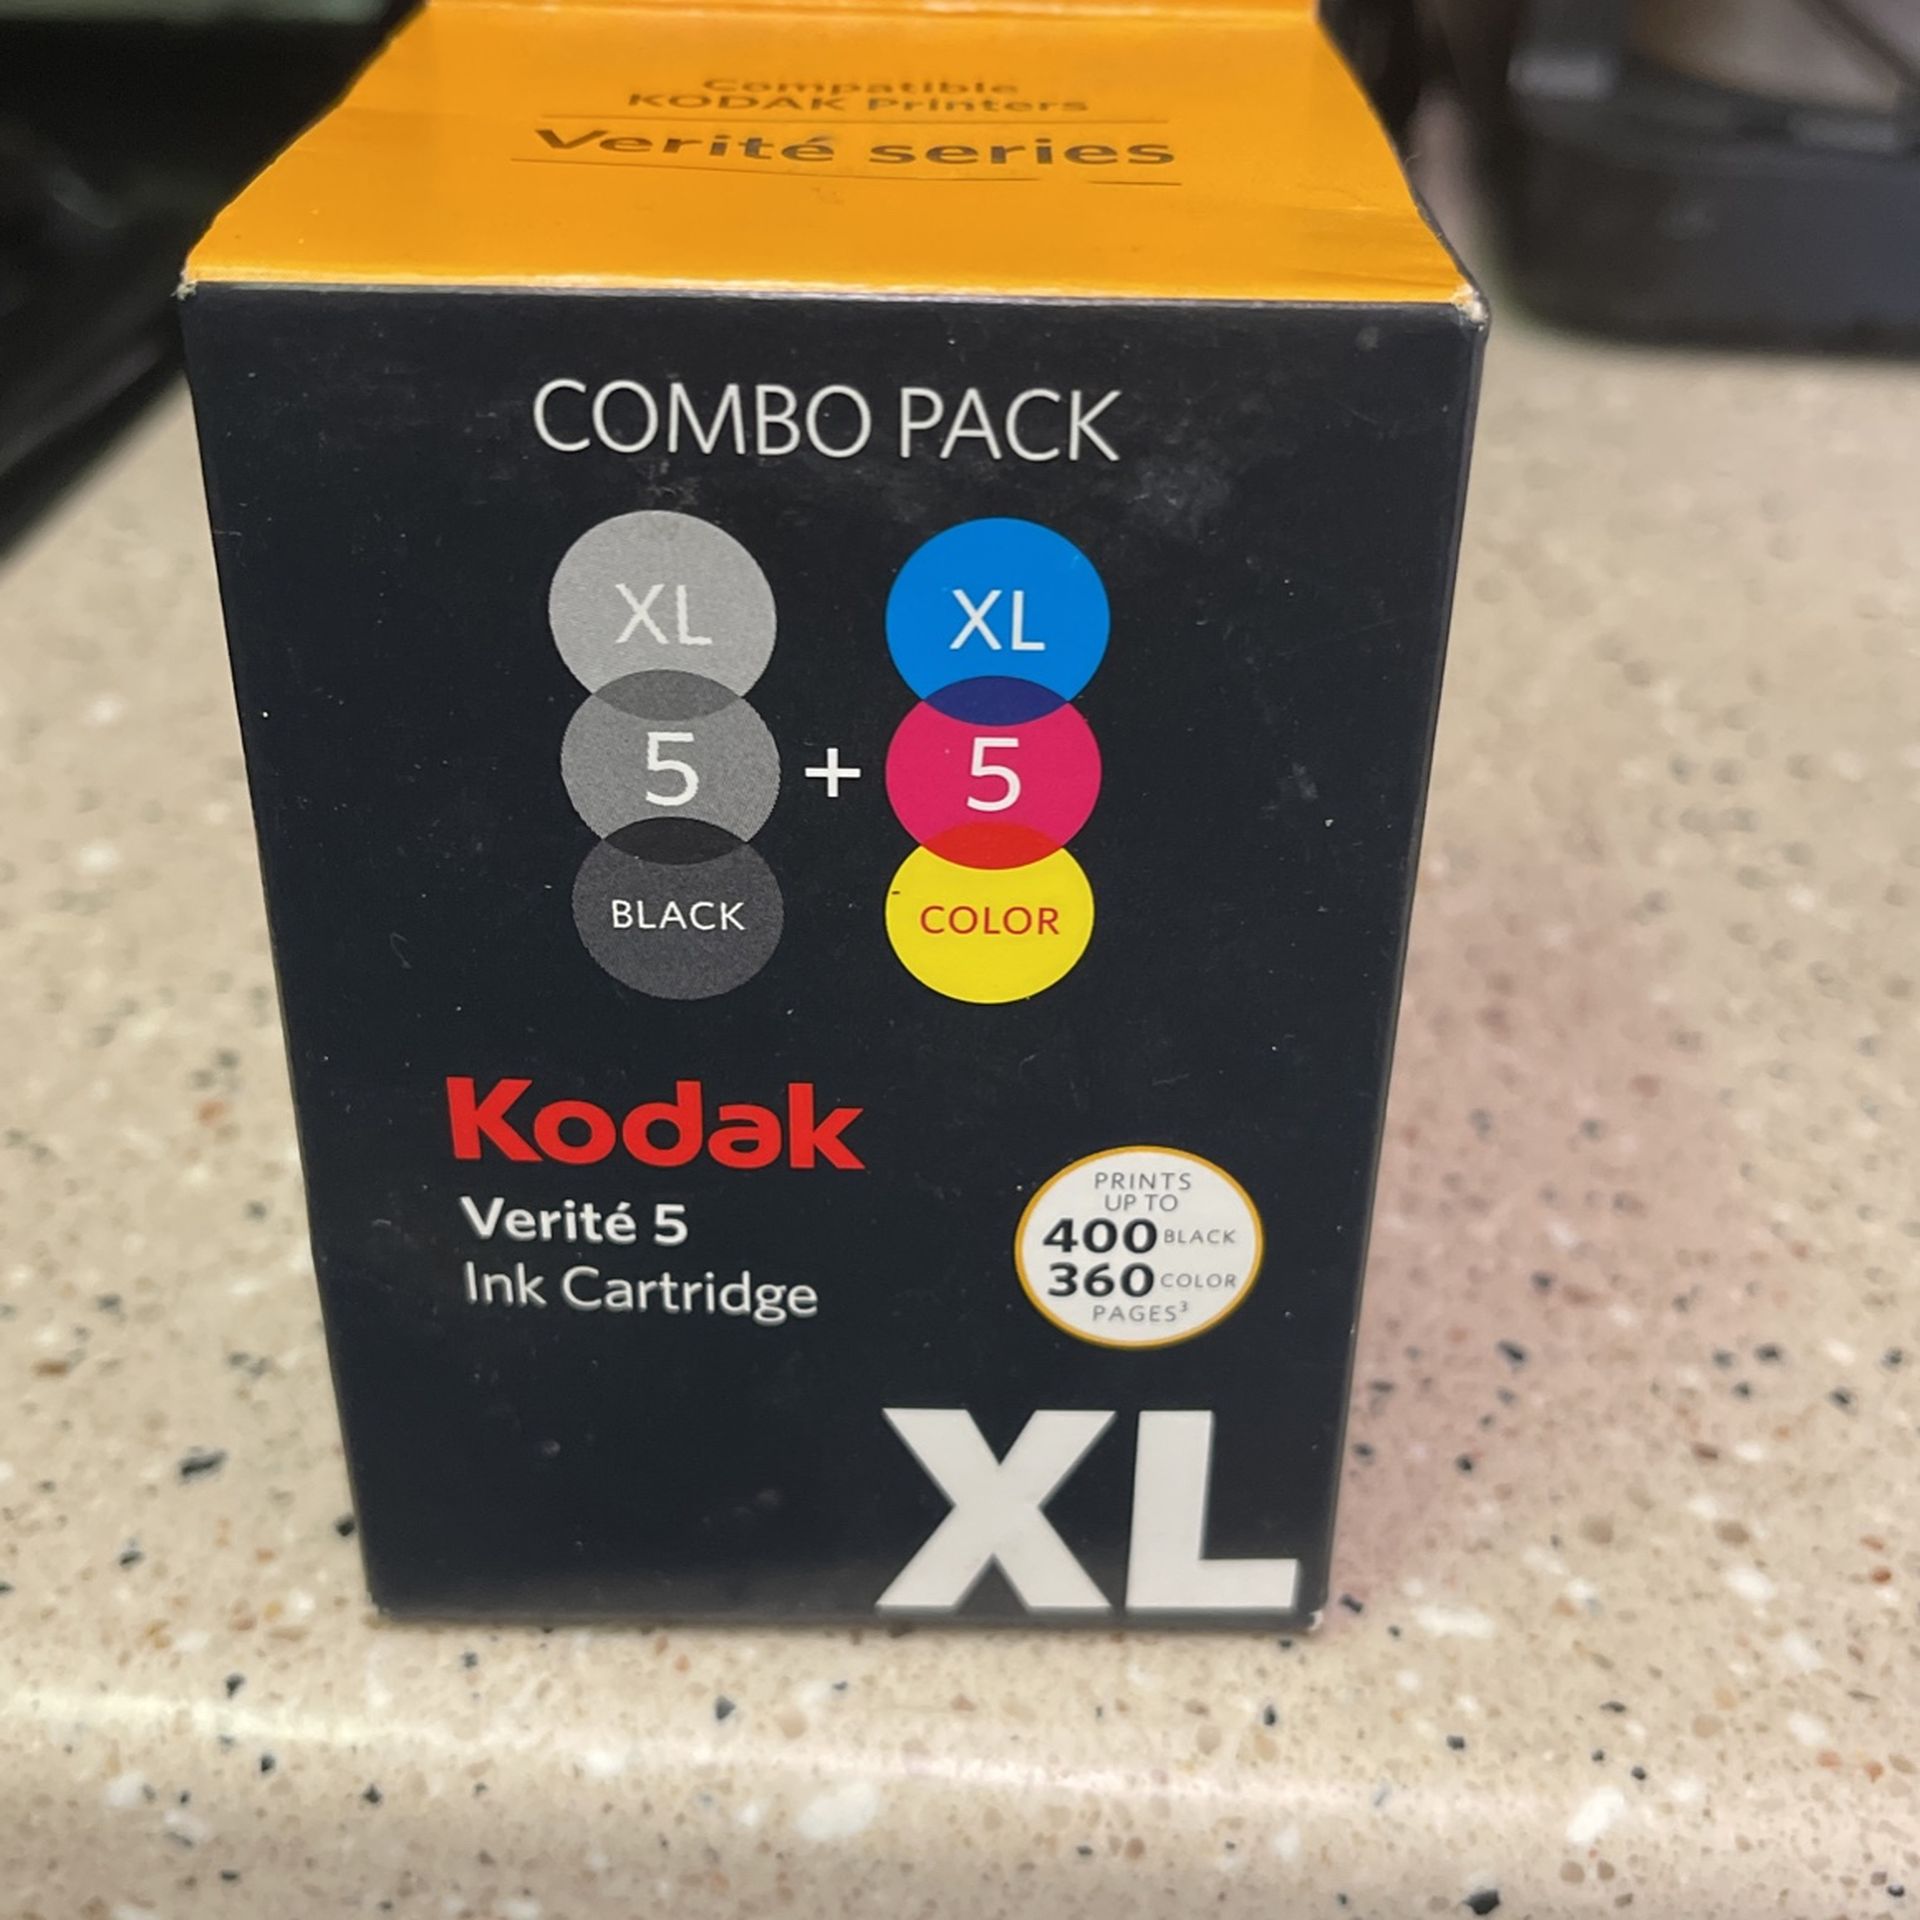 Compatible
KODAK Printers
Verité series
COMBO PACK
XL
5
BLACK
+
XL
5
COLOR
Kodak
Verité 5
Ink Cartridge
PRINTS
UP TO
400 BLACK
360 COLOR
PAGES³
XL